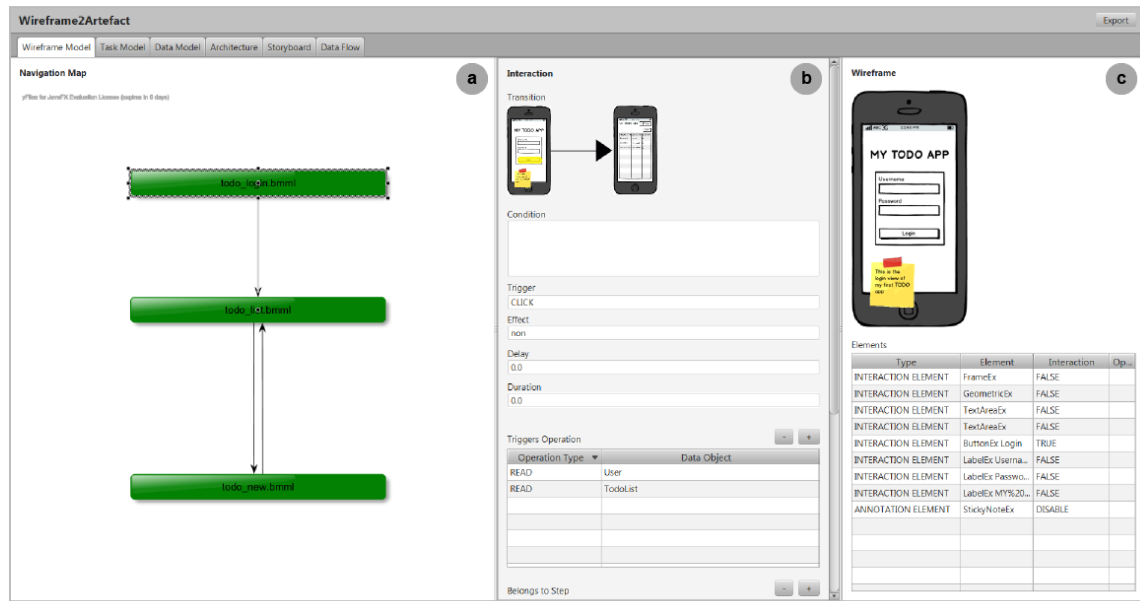 Wireframe2Artefact
Export
Wireframe Model Task Model Data Model Architecture Storyboard Data Flow
Navigation Map
a
yFiles for JavaFX Evaluation License (expires in 8 days)
todo_login.bmml
todo_list.bmml
todo_new.bmml
Interaction
b
Transition
MY TODO APP
Condition
Trigger
CLICK
Effect
non
Delay
0.0
Duration
0.0
Triggers Operation
- +
Operation Type Data Object
READ User
READ TodoList
Belongs to Step
- +
Wireframe
c
ABC
MY TODO APP
Username
Password
Login
This is the
login view of
my first TODO
app
Elements
Type Element Interaction Op...
INTERACTION ELEMENT FrameEx FALSE
INTERACTION ELEMENT GeometricEx FALSE
INTERACTION ELEMENT TextAreaEx FALSE
INTERACTION ELEMENT TextAreaEx FALSE
INTERACTION ELEMENT ButtonEx Login TRUE
INTERACTION ELEMENT LabelEx Userna... FALSE
INTERACTION ELEMENT LabelEx Passwo... FALSE
INTERACTION ELEMENT LabelEx MY%20... FALSE
ANNOTATION ELEMENT StickyNoteEx DISABLE